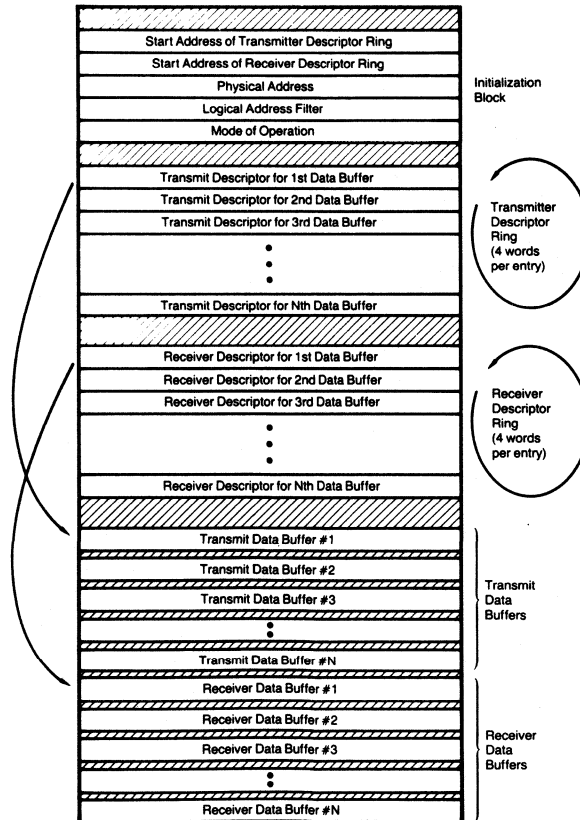 Start Address of Transmitter Descriptor Ring
Start Address of Receiver Descriptor Ring
Physical Address
Logical Address Filter
Mode of Operation
Initialization
Block
Transmit Descriptor for 1st Data Buffer
Transmit Descriptor for 2nd Data Buffer
Transmit Descriptor for 3rd Data Buffer
Transmit Descriptor for Nth Data Buffer
Transmitter
Descriptor
Ring
(4 words
per entry)
Receiver Descriptor for 1st Data Buffer
Receiver Descriptor for 2nd Data Buffer
Receiver Descriptor for 3rd Data Buffer
Receiver Descriptor for Nth Data Buffer
Receiver
Descriptor
Ring
(4 words
per entry)
Transmit Data Buffer #1
Transmit Data Buffer #2
Transmit Data Buffer #3
Transmit Data Buffer #N
Transmit
Data
Buffers
Receiver Data Buffer #1
Receiver Data Buffer #2
Receiver Data Buffer #3
Receiver Data Buffer #N
Receiver
Data
Buffers